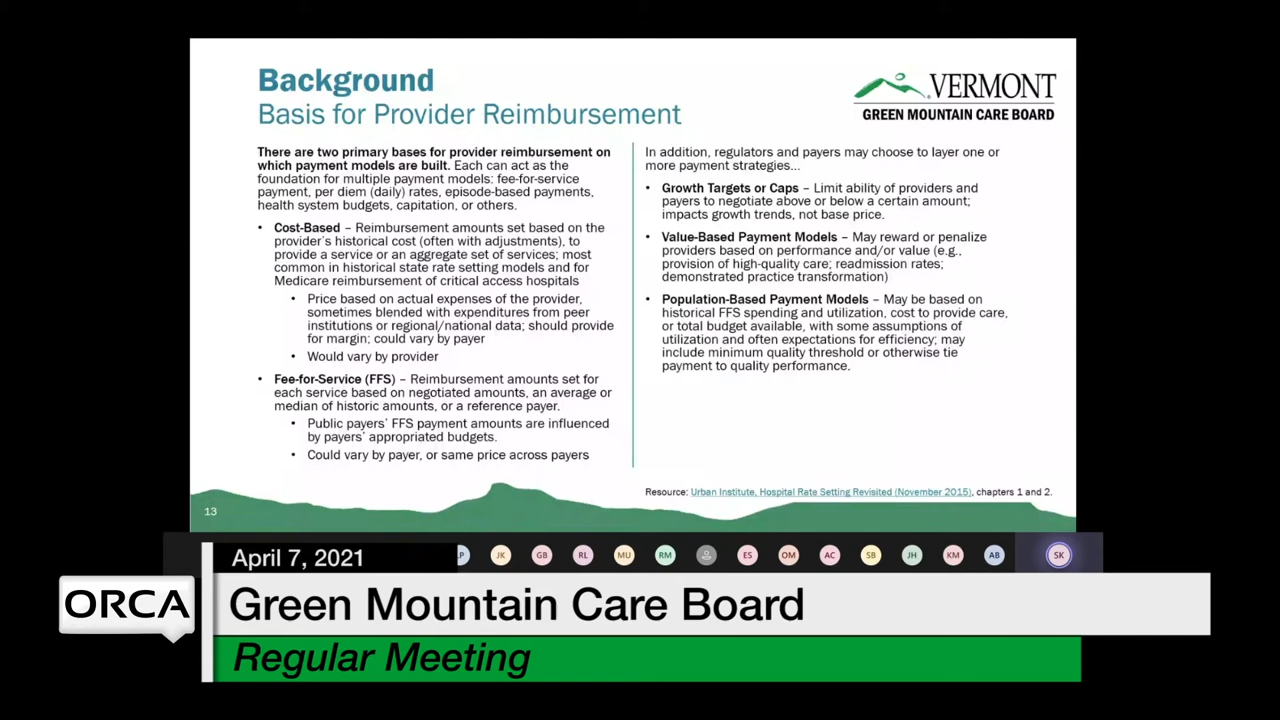 Background
Basis for Provider Reimbursement
VERMONT
GREEN MOUNTAIN CARE BOARD
There are two primary bases for provider reimbursement on
which payment models are built. Each can act as the
foundation for multiple payment models: fee-for-service
payment, per diem (daily) rates, episode-based payments,
health system budgets, capitation, or others.
• Cost-Based – Reimbursement amounts set based on the
provider's historical cost (often with adjustments), to
provide a service or an aggregate set of services; most
common in historical state rate setting models and for
Medicare reimbursement of critical access hospitals
• Price based on actual expenses of the provider,
sometimes blended with expenditures from peer
institutions or regional/national data; should provide
for margin; could vary by payer
• Would vary by provider
• Fee-for-Service (FFS) – Reimbursement amounts set for
each service based on negotiated amounts, an average or
median of historic amounts, or a reference payer.
• Public payers' FFS payment amounts are influenced
by payers' appropriated budgets.
• Could vary by payer, or same price across payers
In addition, regulators and payers may choose to layer one or
more payment strategies...
• Growth Targets or Caps – Limit ability of providers and
payers to negotiate above or below a certain amount;
impacts growth trends, not base price.
• Value-Based Payment Models – May reward or penalize
providers based on performance and/or value (e.g.,
provision of high-quality care; readmission rates;
demonstrated practice transformation)
• Population-Based Payment Models – May be based on
historical FFS spending and utilization, cost to provide care,
or total budget available, with some assumptions of
utilization and often expectations for efficiency; may
include minimum quality threshold or otherwise tie
payment to quality performance.
Resource: Urban Institute, Hospital Rate Setting Revisited (November 2015), chapters 1 and 2.
13
April 7, 2021
P JK GB RL MU RM ES OM AC SB JH KM AB SK
ORCA
Green Mountain Care Board
Regular Meeting